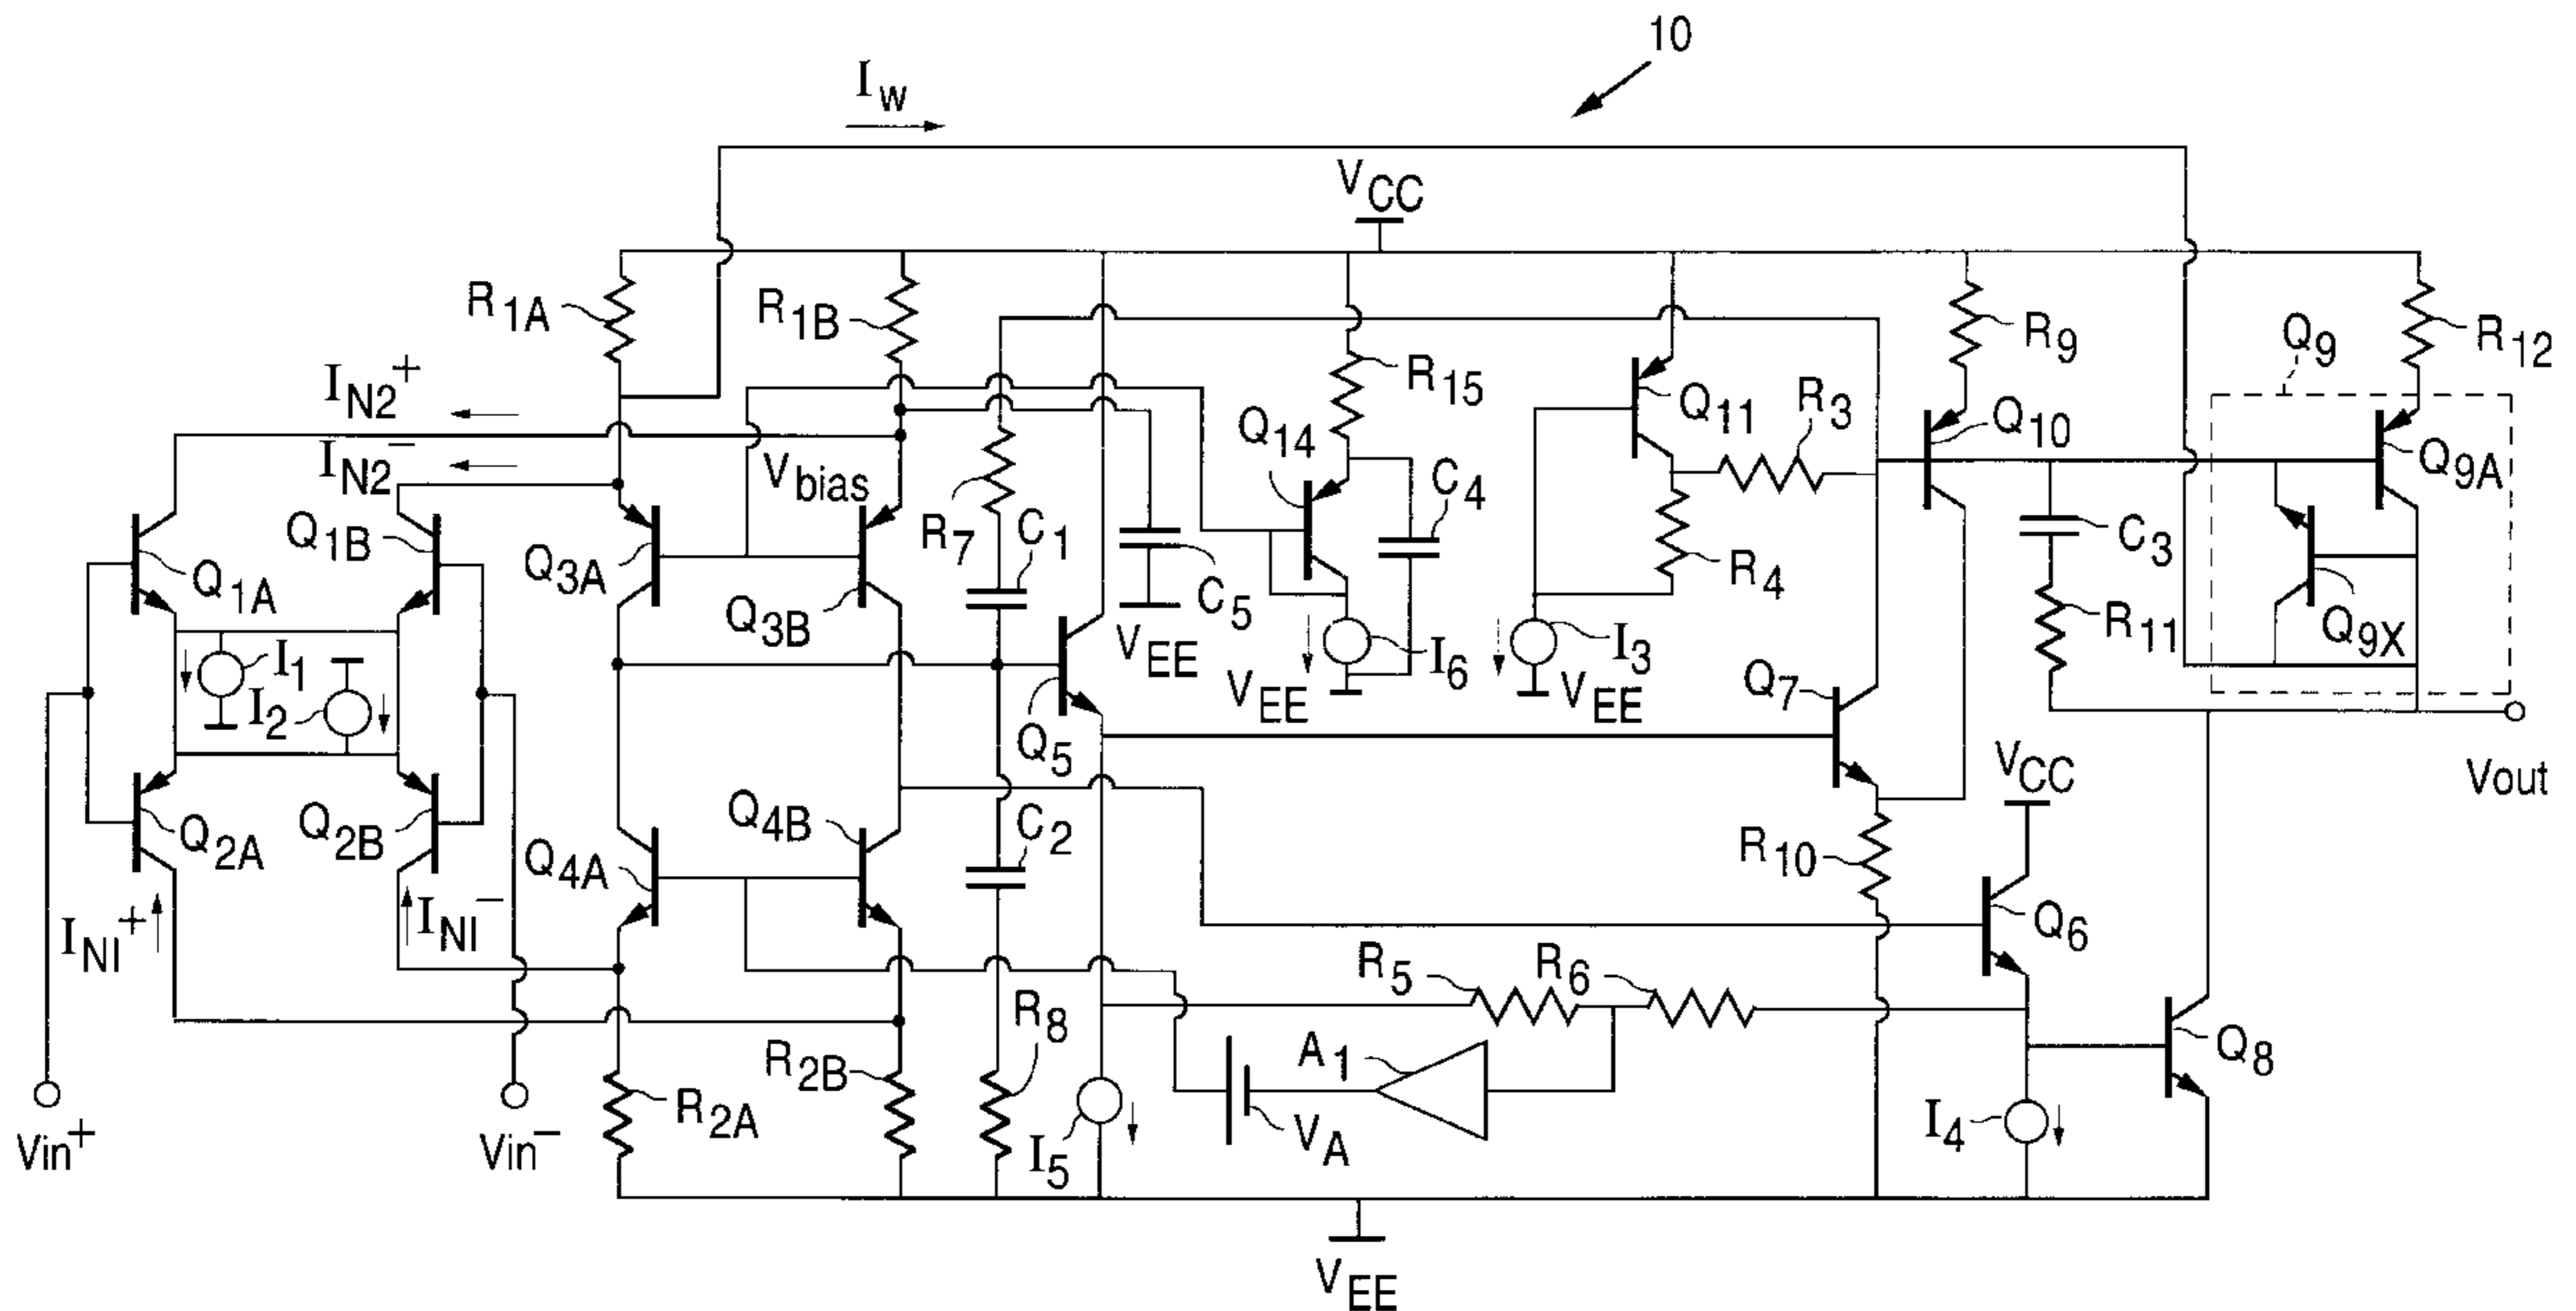 10
I_W
V_CC
R_1A
R_1B
R_9
Q_9
R_12
I_N2^+
R_15
Q_11
R_3
Q_10
Q_14
I_N2^-
V_bias
Q_9A
C_4
R_7
C_1
Q_1B
Q_3A
R_4
C_3
Q_1A
Q_3B
C_5
R_11
Q_9X
I_1
V_EE
I_6
I_3
I_2
V_EE
V_EE
Q_7
Q_5
V_CC
Vout
Q_2A
Q_2B
Q_4B
C_2
Q_4A
R_10
I_NI^+
I_NI^-
Q_6
R_5
R_6
R_8
R_2B
A_1
Q_8
R_2A
Vin^+
Vin^-
I_5
V_A
I_4
V_EE